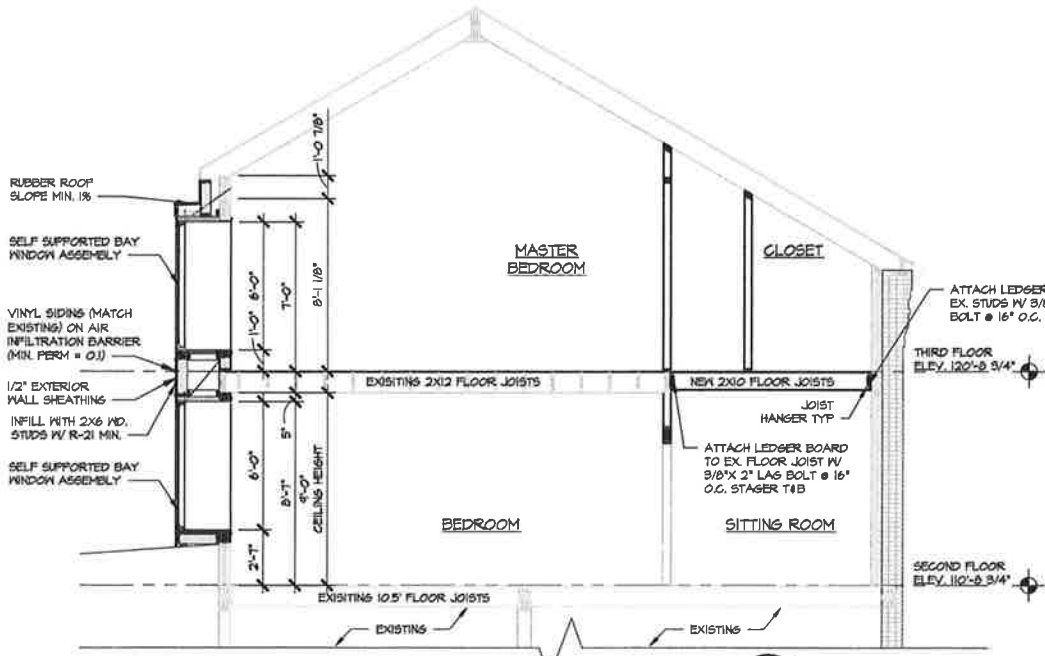 1'-0 7/8"
RUBBER ROOF
SLOPE MIN. 1%
SELF SUPPORTED BAY
WINDOW ASSEMBLY
MASTER
BEDROOM
CLOSET
6'-0"
7'-0"
8'-1 1/8"
1'-0"
VINYL SIDING (MATCH
EXISTING) ON AIR
INFILTRATION BARRIER
(MIN. PERM = 0.1)
1/2" EXTERIOR
WALL SHEATHING
INFILL WITH 2X6 WD.
STUDS W/ R-21 MIN.
SELF SUPPORTED BAY
WINDOW ASSEMBLY
ATTACH LEDGER
EX. STUDS W/ 3/8
BOLT @ 16" O.C.
THIRD FLOOR
ELEV. 120'-8 3/4"
EXISITING 2X12 FLOOR JOISTS
NEW 2X10 FLOOR JOISTS
JOIST
HANGER TYP
ATTACH LEDGER BOARD
TO EX. FLOOR JOIST W/
3/8"X 2" LAG BOLT @ 16"
O.C. STAGER T&B
5"
6'-0"
8'-7"
9'-0"
CEILING HEIGHT
2'-7"
BEDROOM
SITTING ROOM
SECOND FLOOR
ELEV. 110'-8 3/4"
EXISITING 10.5' FLOOR JOISTS
EXISTING
EXISTING